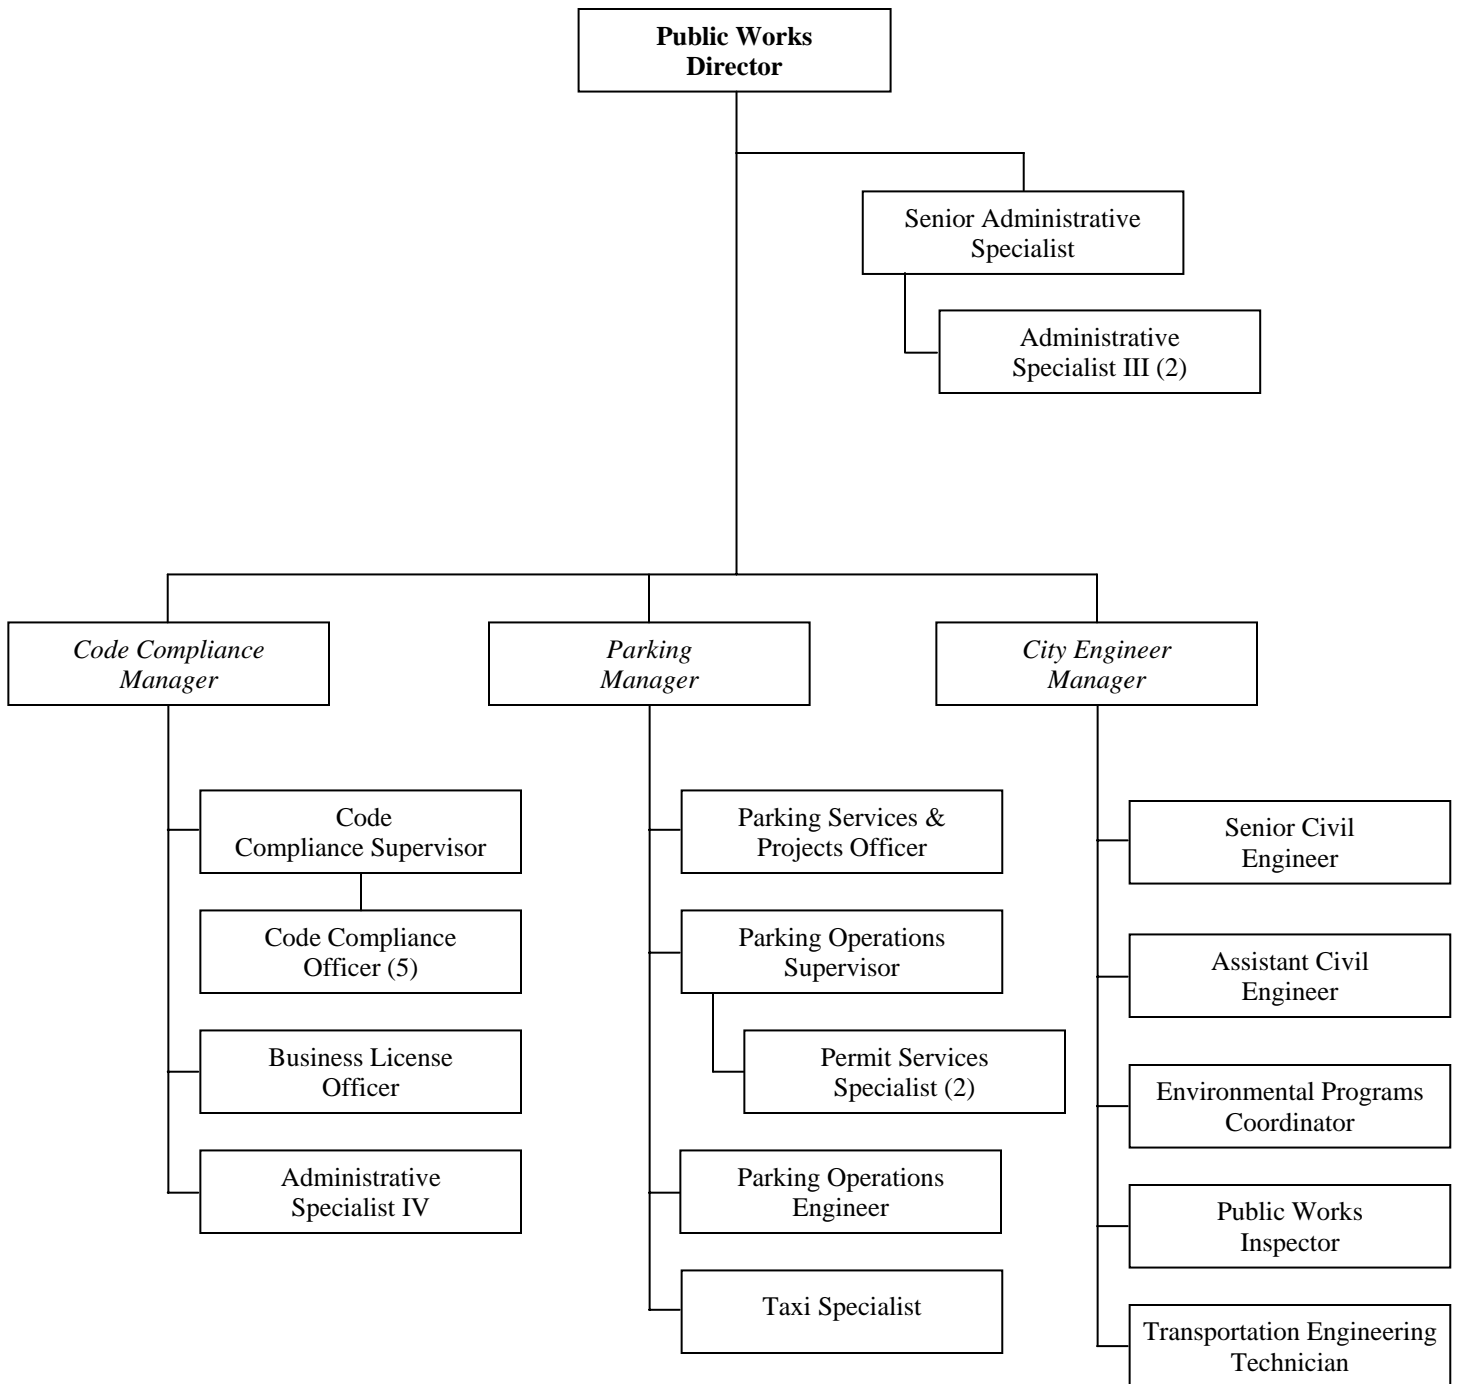 Public Works
Director
Senior Administrative
Specialist
Administrative
Specialist III (2)
Code Compliance
Manager
Parking
Manager
City Engineer
Manager
Code
Compliance Supervisor
Code Compliance
Officer (5)
Business License
Officer
Administrative
Specialist IV
Parking Services &
Projects Officer
Parking Operations
Supervisor
Permit Services
Specialist (2)
Parking Operations
Engineer
Taxi Specialist
Senior Civil
Engineer
Assistant Civil
Engineer
Environmental Programs
Coordinator
Public Works
Inspector
Transportation Engineering
Technician